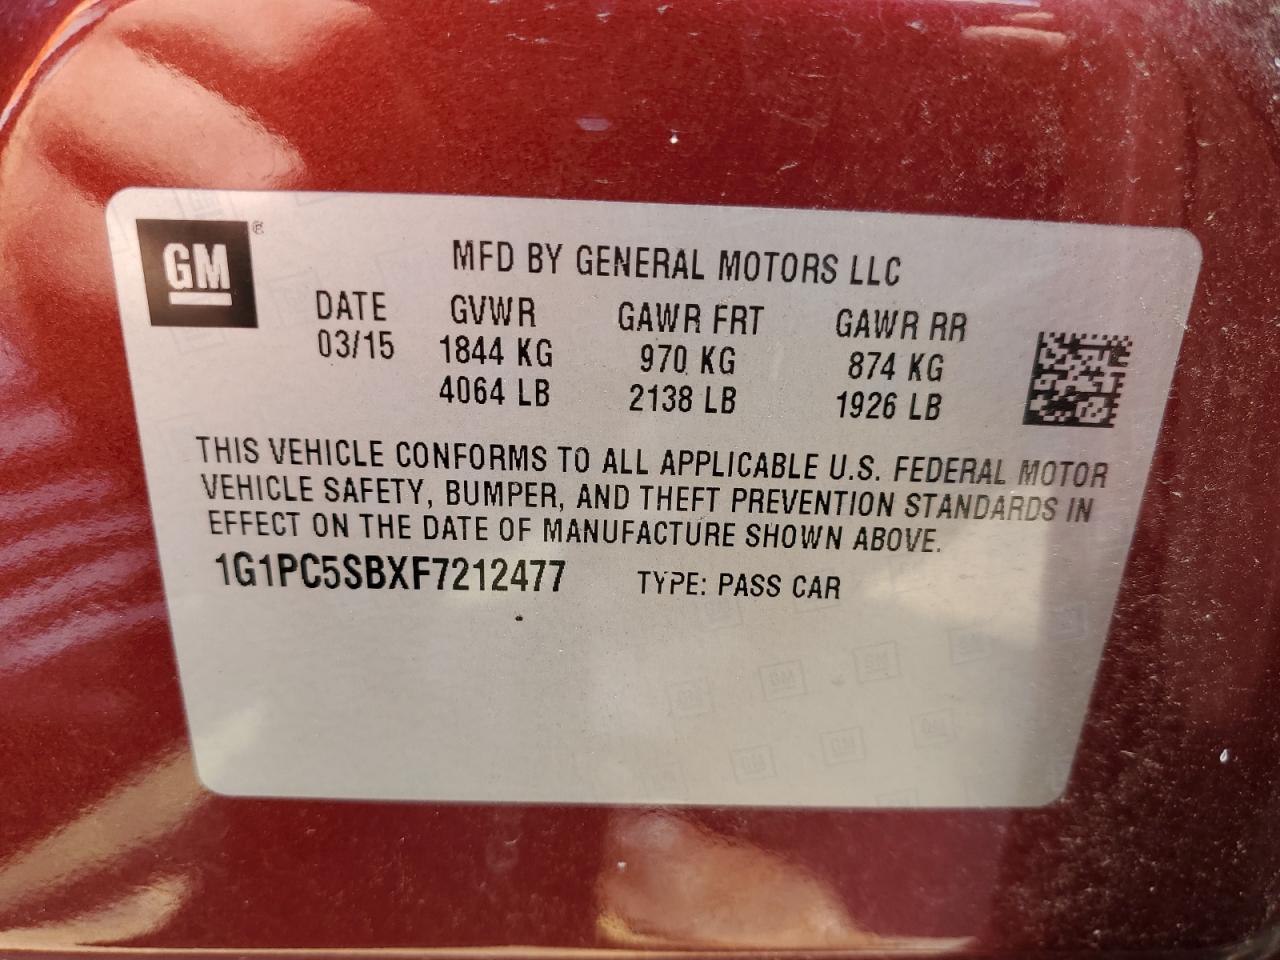 GM ®
MFD BY GENERAL MOTORS LLC
DATE GVWR GAWR FRT GAWR RR
03/15 1844 KG 970 KG 874 KG
4064 LB 2138 LB 1926 LB
THIS VEHICLE CONFORMS TO ALL APPLICABLE U.S. FEDERAL MOTOR
VEHICLE SAFETY, BUMPER, AND THEFT PREVENTION STANDARDS IN
EFFECT ON THE DATE OF MANUFACTURE SHOWN ABOVE.
1G1PC5SBXF7212477 TYPE: PASS CAR